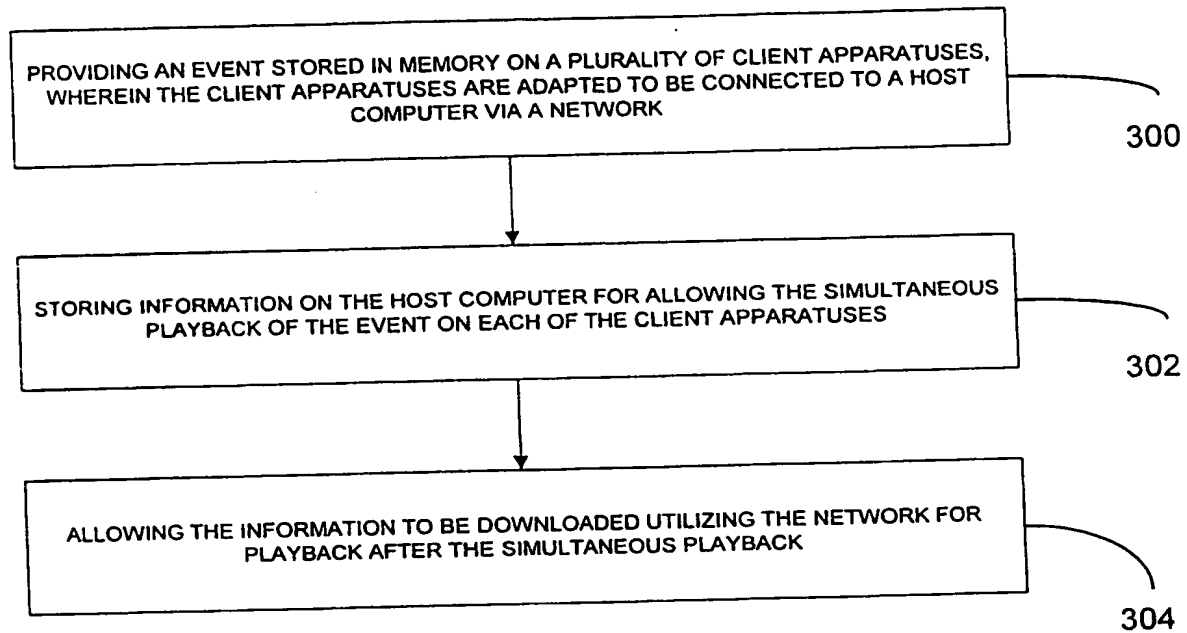 PROVIDING AN EVENT STORED IN MEMORY ON A PLURALITY OF CLIENT APPARATUSES,
WHEREIN THE CLIENT APPARATUSES ARE ADAPTED TO BE CONNECTED TO A HOST
COMPUTER VIA A NETWORK
300
STORING INFORMATION ON THE HOST COMPUTER FOR ALLOWING THE SIMULTANEOUS
PLAYBACK OF THE EVENT ON EACH OF THE CLIENT APPARATUSES
302
ALLOWING THE INFORMATION TO BE DOWNLOADED UTILIZING THE NETWORK FOR
PLAYBACK AFTER THE SIMULTANEOUS PLAYBACK
304